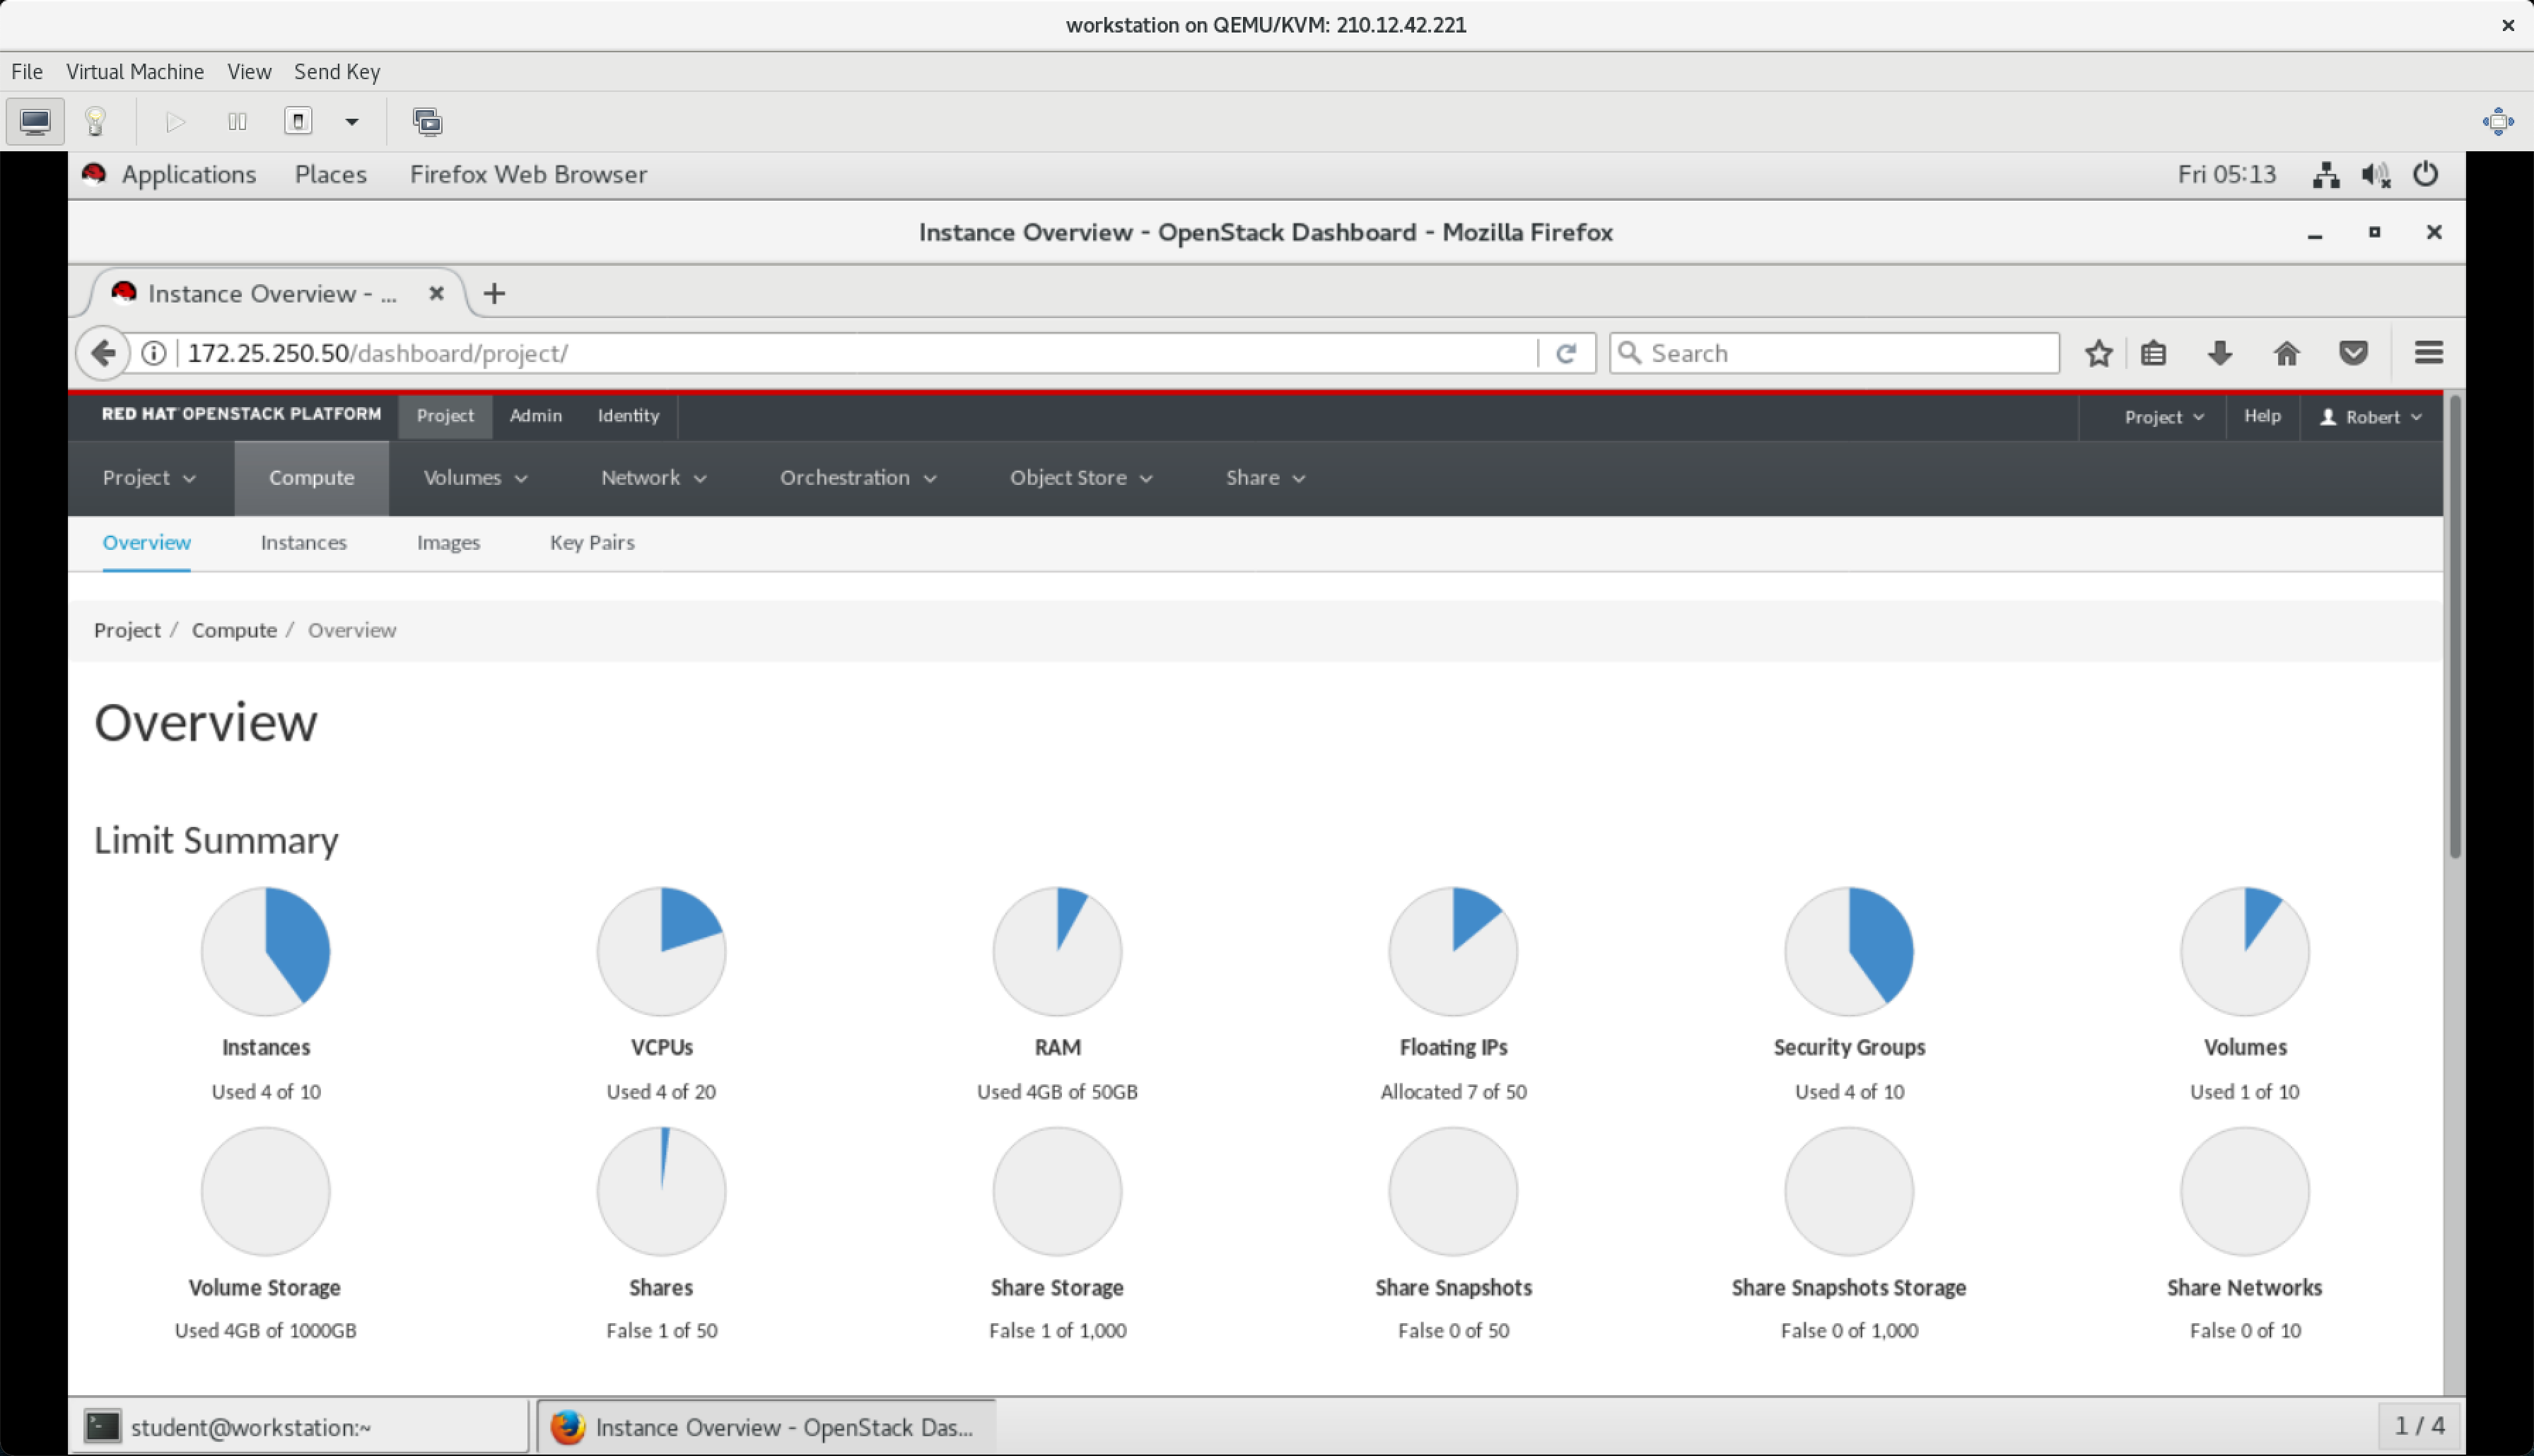 workstation on QEMU/KVM: 210.12.42.221
File Virtual Machine View Send Key
Applications Places Firefox Web Browser Fri 05:13
Instance Overview - OpenStack Dashboard - Mozilla Firefox
Instance Overview - ...
172.25.250.50/dashboard/project/ Search
RED HAT OPENSTACK PLATFORM Project Admin Identity Project Help Robert
Project Compute Volumes Network Orchestration Object Store Share
Overview Instances Images Key Pairs
Project / Compute / Overview
Overview
Limit Summary
Instances VCPUs RAM Floating IPs Security Groups Volumes
Used 4 of 10 Used 4 of 20 Used 4GB of 50GB Allocated 7 of 50 Used 4 of 10 Used 1 of 10
Volume Storage Shares Share Storage Share Snapshots Share Snapshots Storage Share Networks
Used 4GB of 1000GB False 1 of 50 False 1 of 1,000 False 0 of 50 False 0 of 1,000 False 0 of 10
student@workstation:~ Instance Overview - OpenStack Das... 1 / 4